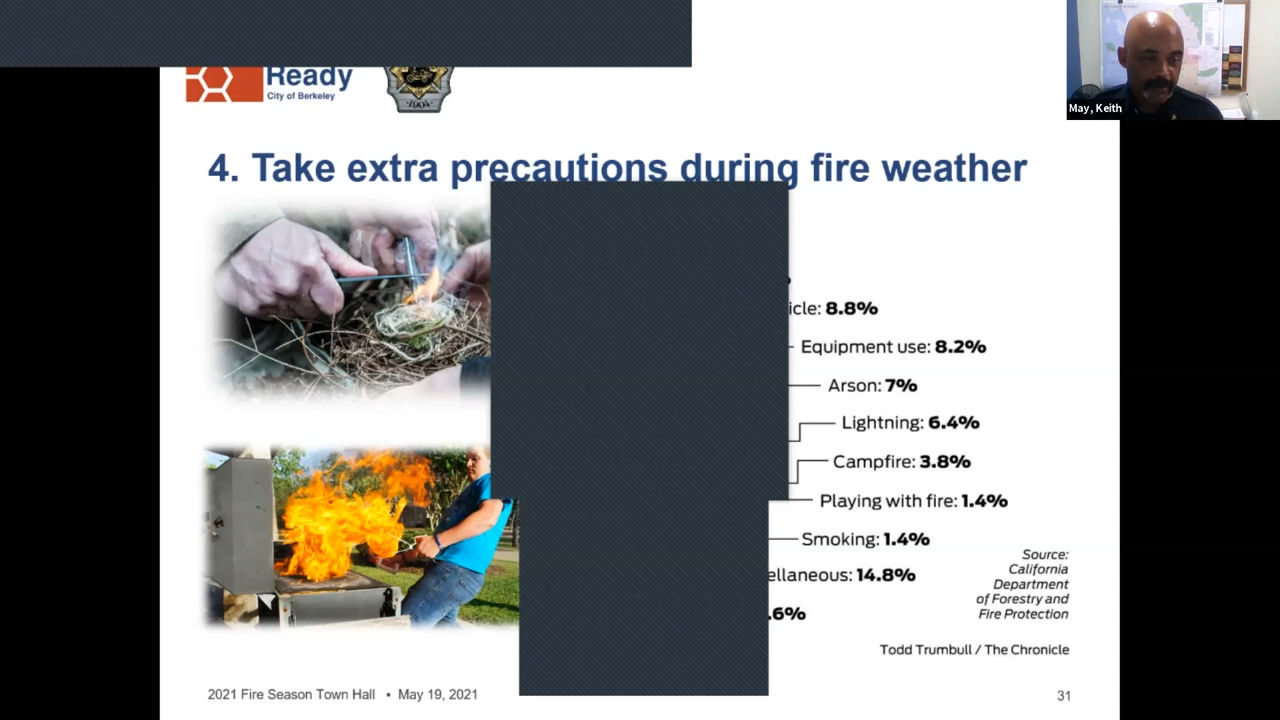 Ready
City of Berkeley
May, Keith
4. Take extra precautions during fire weather
8.8%
Equipment use: 8.2%
Arson: 7%
Lightning: 6.4%
Campfire: 3.8%
Playing with fire: 1.4%
Smoking: 1.4%
14.8%
Source:
California
Department
of Forestry and
Fire Protection
Todd Trumbull / The Chronicle
2021 Fire Season Town Hall • May 19, 2021
31